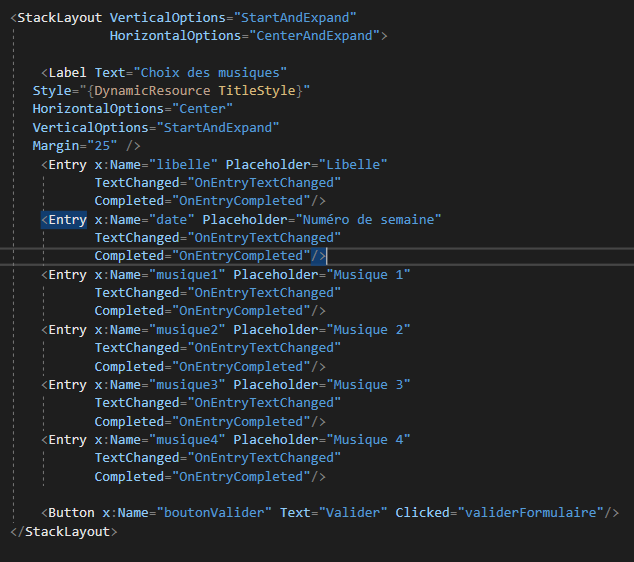 <StackLayout VerticalOptions="StartAndExpand"
HorizontalOptions="CenterAndExpand">
<Label Text="Choix des musiques"
Style="{DynamicResource TitleStyle}"
HorizontalOptions="Center"
VerticalOptions="StartAndExpand"
Margin="25" />
<Entry x:Name="libelle" Placeholder="Libelle"
TextChanged="OnEntryTextChanged"
Completed="OnEntryCompleted"/>
<Entry x:Name="date" Placeholder="Numéro de semaine"
TextChanged="OnEntryTextChanged"
Completed="OnEntryCompleted"/>
<Entry x:Name="musique1" Placeholder="Musique 1"
TextChanged="OnEntryTextChanged"
Completed="OnEntryCompleted"/>
<Entry x:Name="musique2" Placeholder="Musique 2"
TextChanged="OnEntryTextChanged"
Completed="OnEntryCompleted"/>
<Entry x:Name="musique3" Placeholder="Musique 3"
TextChanged="OnEntryTextChanged"
Completed="OnEntryCompleted"/>
<Entry x:Name="musique4" Placeholder="Musique 4"
TextChanged="OnEntryTextChanged"
Completed="OnEntryCompleted"/>
<Button x:Name="boutonValider" Text="Valider" Clicked="validerFormulaire"/>
</StackLayout>